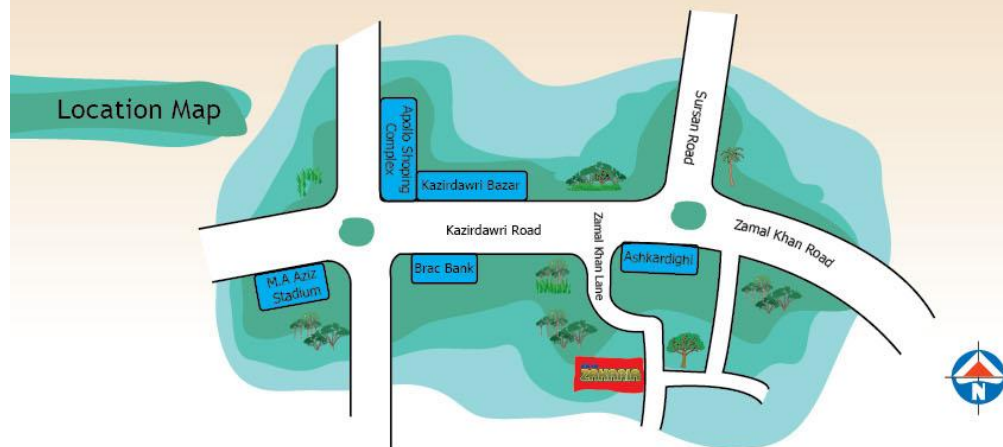 Location Map
Apollo Shoping
Complex
Kazirdawri Bazar
Sursan Road
Kazirdawri Road
Zamal Khan Lane
Zamal Khan Road
Ashkardighi
Brac Bank
M.A Aziz
Stadium
ZAKARIA
N